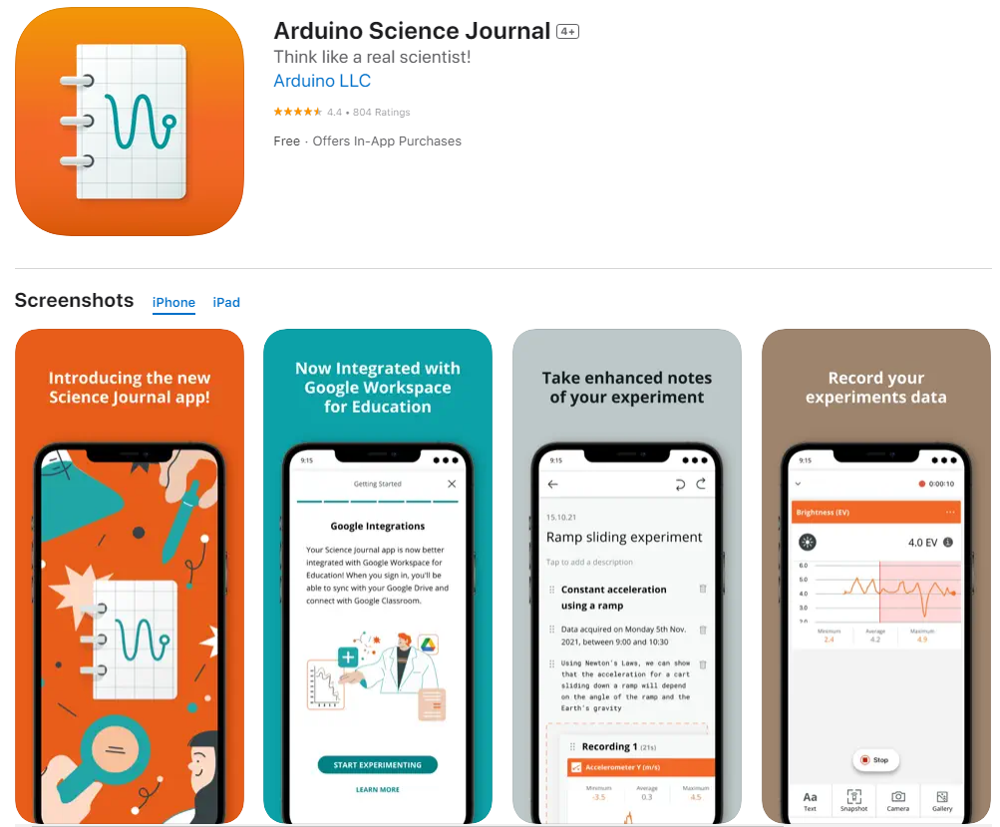 Arduino Science Journal 4+
Think like a real scientist!
Arduino LLC
4.4 • 804 Ratings
Free · Offers In-App Purchases
Screenshots iPhone iPad
Introducing the new
Science Journal app!
Now Integrated with
Google Workspace
for Education
9:15
Getting Started
Google Integrations
Your Science Journal app is now better
integrated with Google Workspace for
Education! When you sign in, you'll be
able to sync with your Google Drive and
connect with Google Classroom.
START EXPERIMENTING
LEARN MORE
Take enhanced notes
of your experiment
9:15
15.10.21
Ramp sliding experiment
Tap to add a description
Constant acceleration
using a ramp
Data acquired on Monday 5th Nov.
2021, between 9:00 and 10:30
Using Newton's Laws, we can show
that the acceleration for a cart
sliding down a ramp will depend
on the angle of the ramp and the
Earth's gravity
Recording 1 (21s)
Accelerometer Y (m/s)
Minimum Average Maximum
-3.5 0.3 4.5
Record your
experiments data
9:15
0:00:10
Brightness (EV)
4.0 EV
6.0
5.0
4.0
3.0
Minimum Average Maximum
2.4 4.2 4.9
Stop
Aa
Text Snapshot Camera Gallery